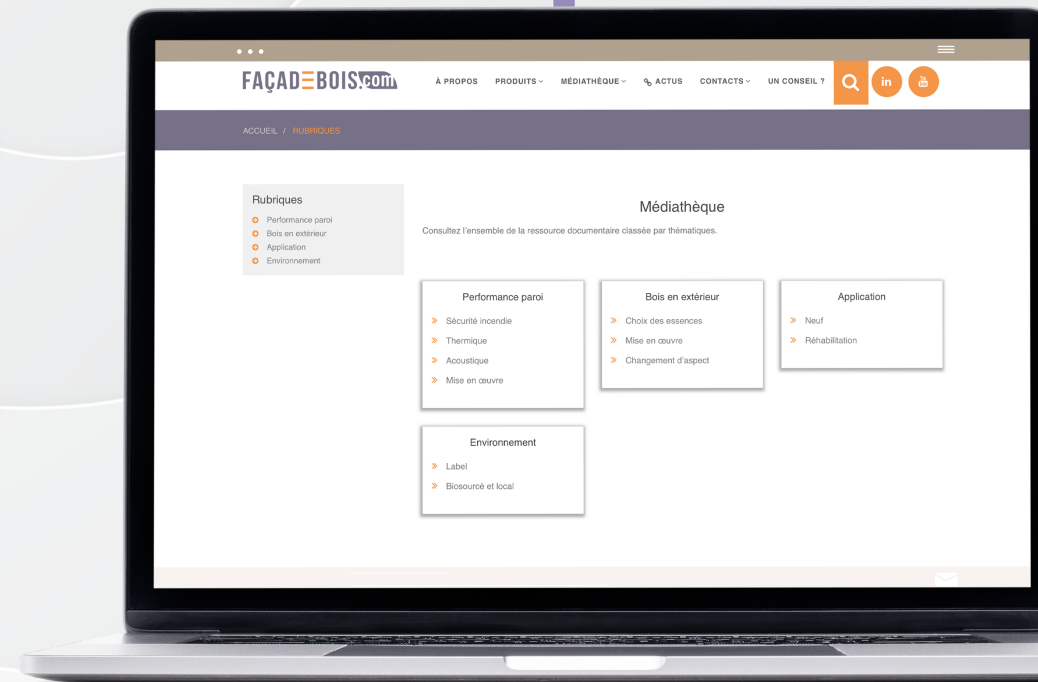 FAÇADEBOIS.com
À PROPOS PRODUITS MÉDIATHÈQUE ACTUS CONTACTS UN CONSEIL ?
in
You
ACCUEIL / RUBRIQUES
Rubriques
Performance paroi
Bois en extérieur
Application
Environnement
Médiathèque
Consultez l'ensemble de la ressource documentaire classée par thématiques.
Performance paroi
Sécurité incendie
Thermique
Acoustique
Mise en œuvre
Bois en extérieur
Choix des essences
Mise en œuvre
Changement d'aspect
Application
Neuf
Réhabilitation
Environnement
Label
Biosourcé et local